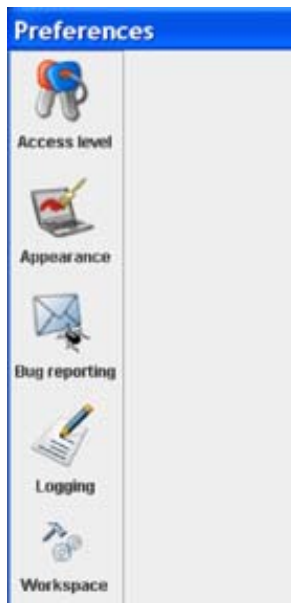 Preferences
Access level
Appearance
Bug reporting
Logging
Workspace